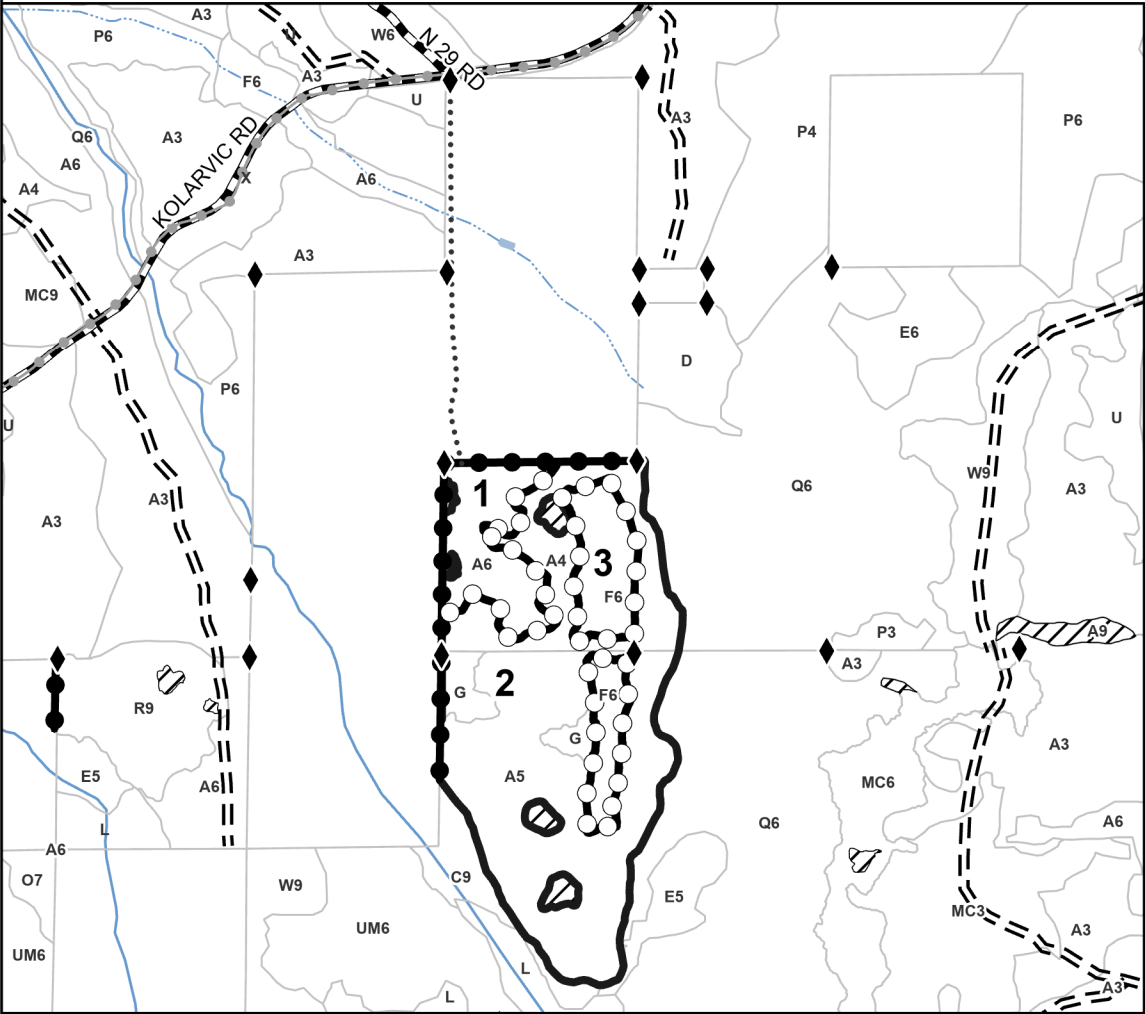 A3
P6
U
W6
N 29 RD
F6
A3
U
A3
P4
P6
Q6
A3
KOLARVIC RD
A6
X
A6
A4
A3
MC9
E6
D
P6
U
U
W9
A3
1
Q6
A3
A3
A6
A4
3
F6
P3
A9
A3
G
2
F6
R9
G
A3
E5
A6
A5
MC6
L
Q6
A6
A6
O7
W9
C9
E5
MC3
UM6
A3
UM6
L
L
A3